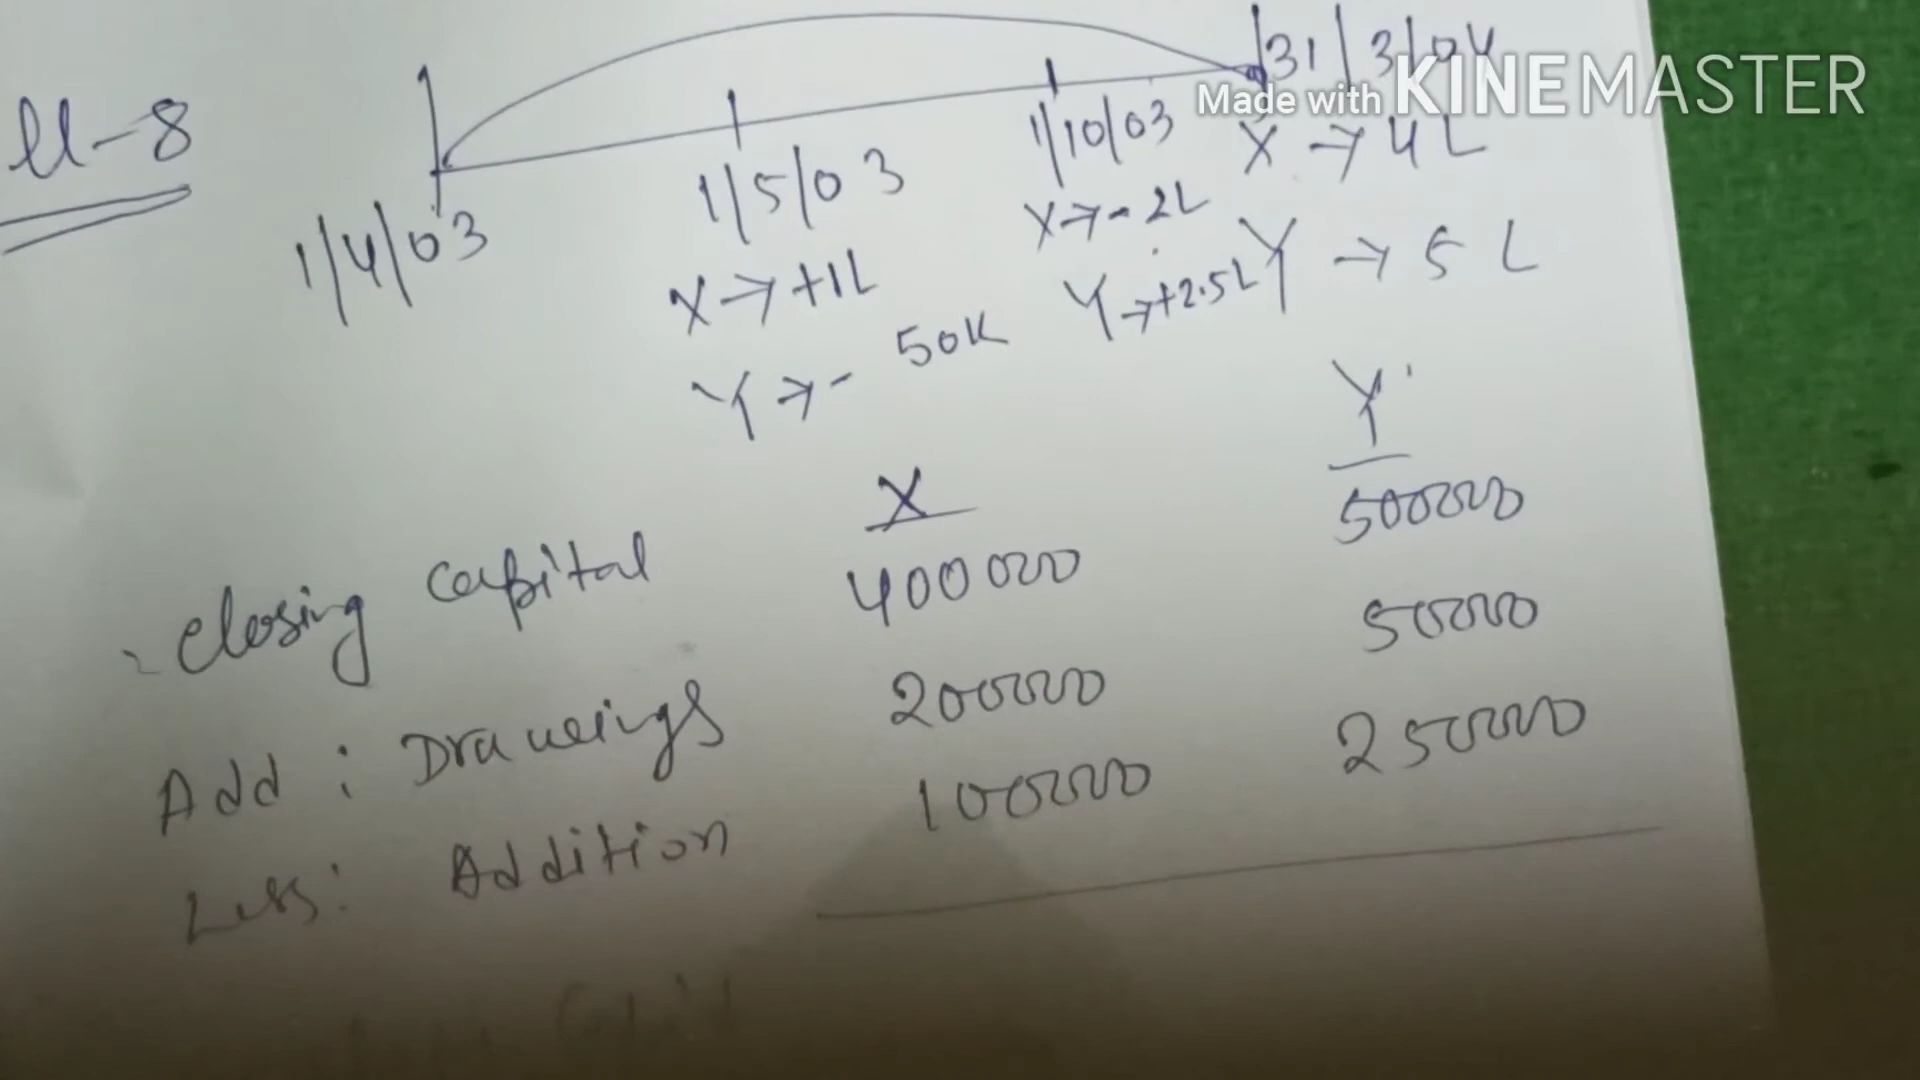 Ill-8
1/4/03
1/5/03
1/10/03
31/3/04
Made with KINEMASTER
X → +1L
X → - 2L
X → 4L
Y → - 50K
Y → +2.5L
Y → 5L
X
Y
Closing capital 400000 500000
Add: Drawings 200000 50000
Less: Addition 100000 250000